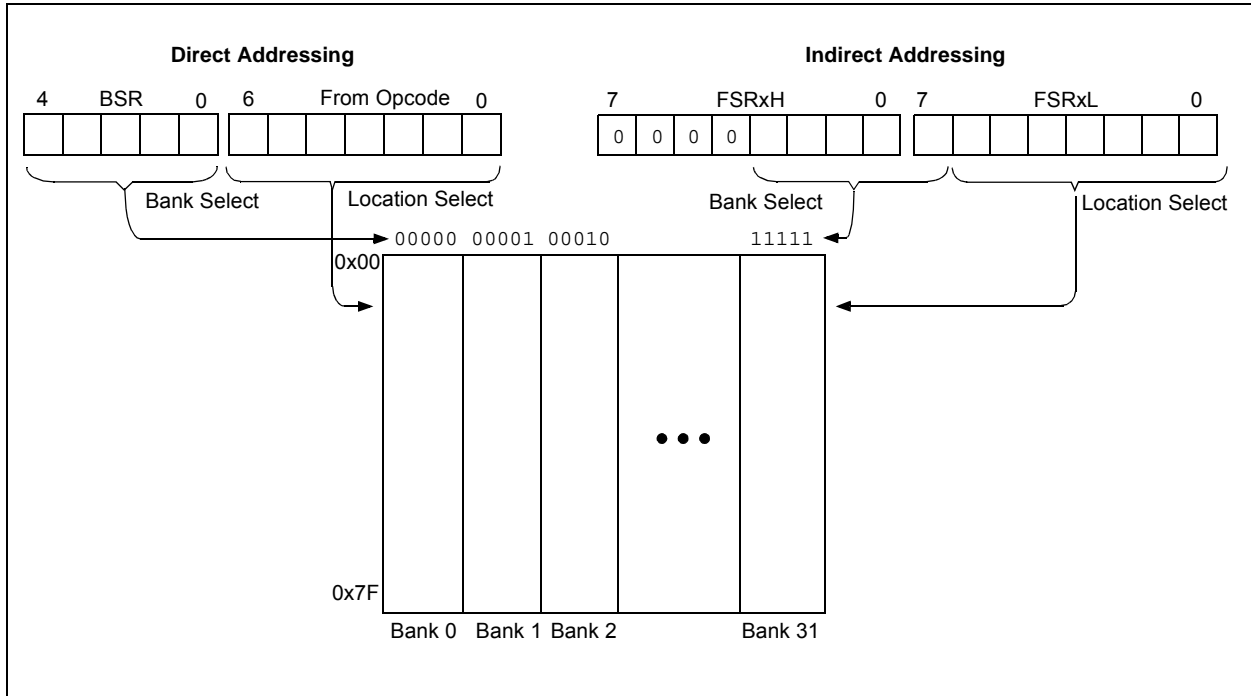 Direct Addressing
Indirect Addressing
4 BSR 0 6 From Opcode 0
7 FSRxH 0 7 FSRxL 0
0 0 0 0
Bank Select
Location Select
Bank Select
Location Select
00000 00001 00010 11111
0x00
0x7F
Bank 0 Bank 1 Bank 2 Bank 31